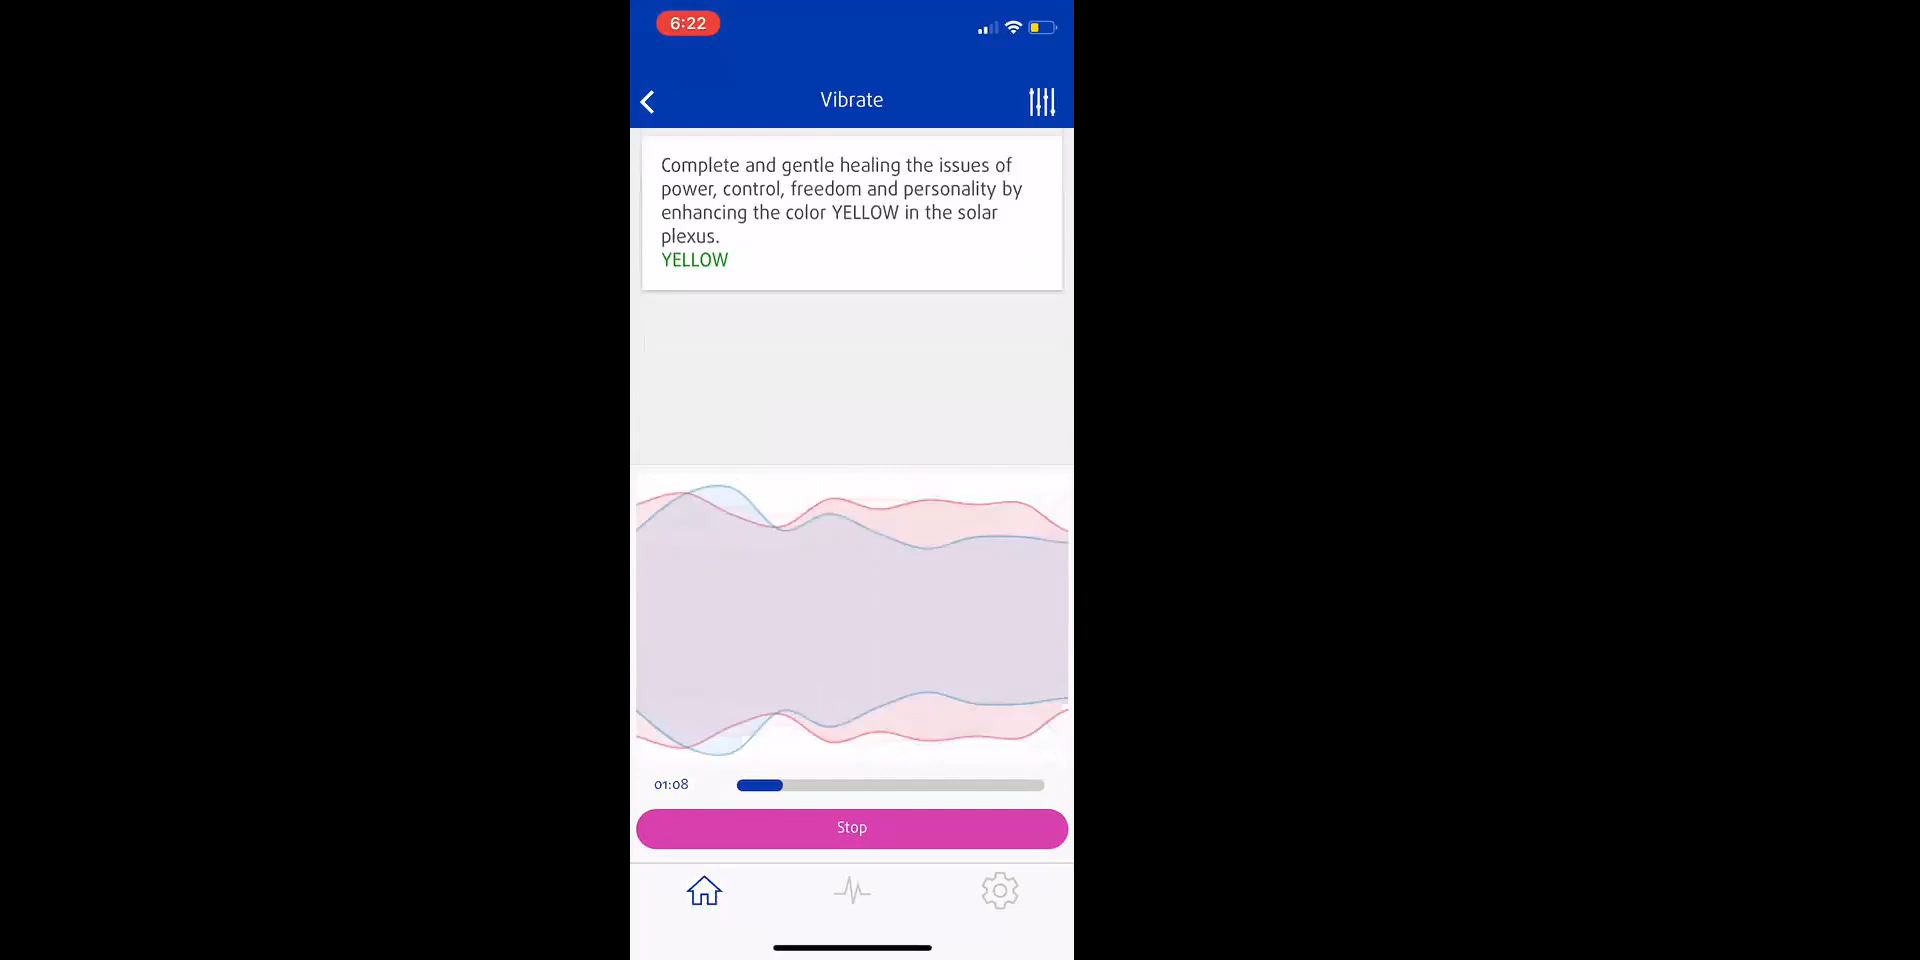 6:22
Vibrate
Complete and gentle healing the issues of
power, control, freedom and personality by
enhancing the color YELLOW in the solar
plexus.
YELLOW
01:08
Stop